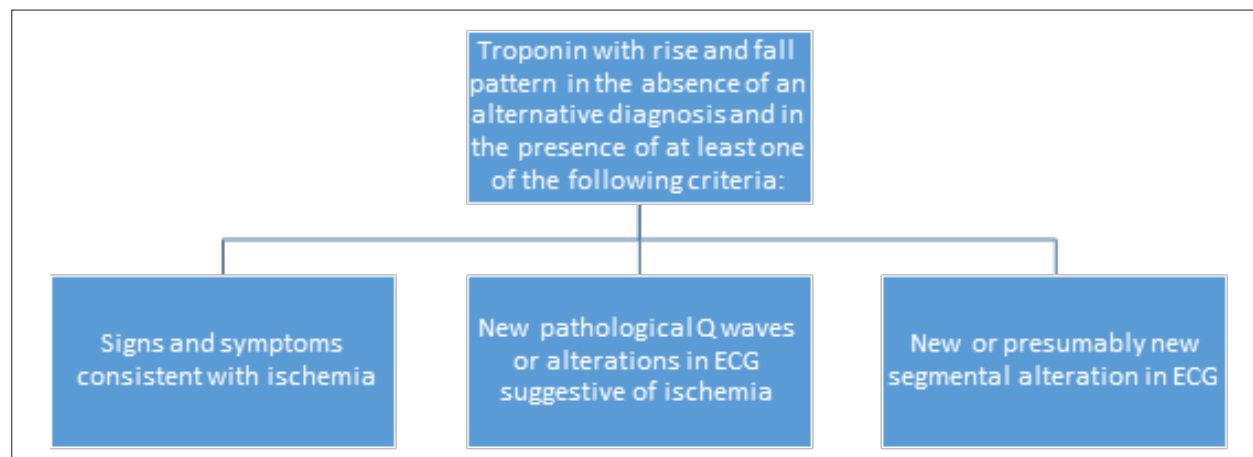 Troponin with rise and fall
pattern in the absence of an
alternative diagnosis and in
the presence of at least one
of the following criteria:
Signs and symptoms
consistent with ischemia
New pathological Q waves
or alterations in ECG
suggestive of ischemia
New or presumably new
segmental alteration in ECG